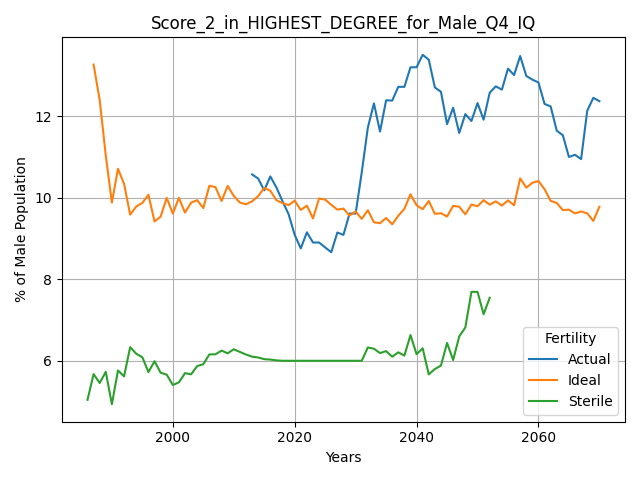 Score_2_in_HIGHEST_DEGREE_for_Male_Q4_IQ
% of Male Population
12
10
8
6
2000
2020
2040
2060
Years
Fertility
Actual
Ideal
Sterile